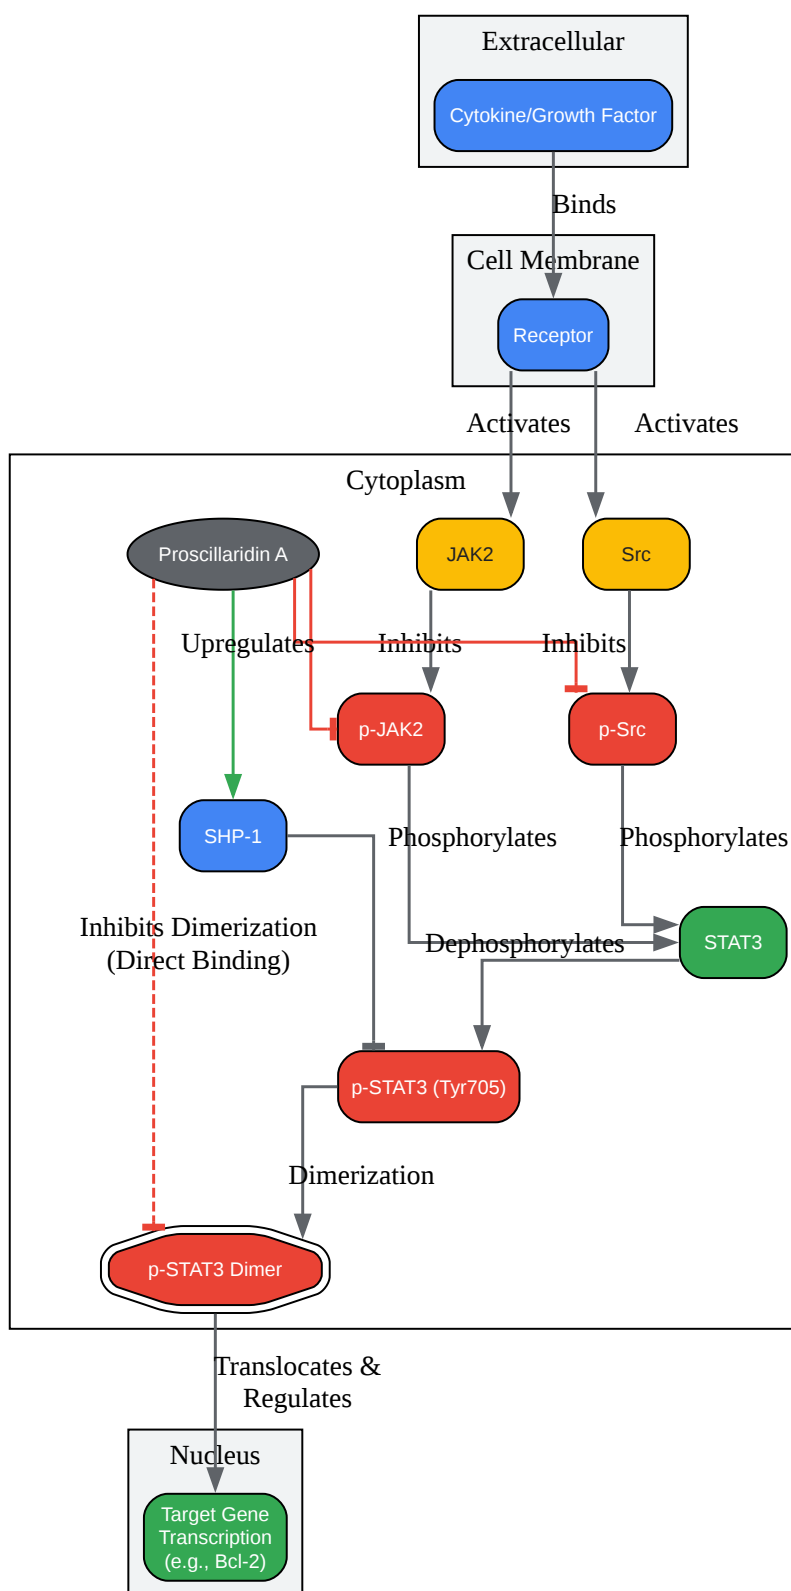 Extracellular
Cytokine/Growth Factor
Binds
Cell Membrane
Receptor
Activates
Activates
Cytoplasm
Proscillaridin A
JAK2
Src
Upregulates
Inhibits
Inhibits
p-JAK2
p-Src
SHP-1
Phosphorylates
Phosphorylates
Inhibits Dimerization
(Direct Binding)
Dephosphorylates
STAT3
p-STAT3 (Tyr705)
Dimerization
p-STAT3 Dimer
Translocates &
Regulates
Nucleus
Target Gene
Transcription
(e.g., Bcl-2)